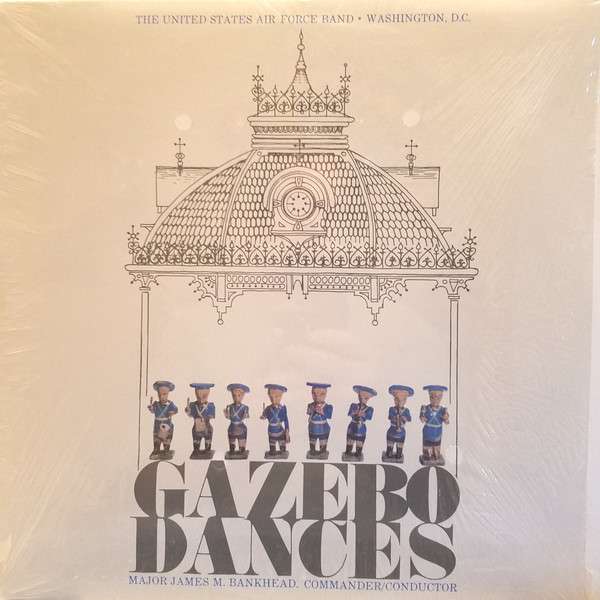 THE UNITED STATES AIR FORCE BAND • WASHINGTON, D.C.
GAZEBO
DANCES
MAJOR JAMES M. BANKHEAD, COMMANDER/CONDUCTOR